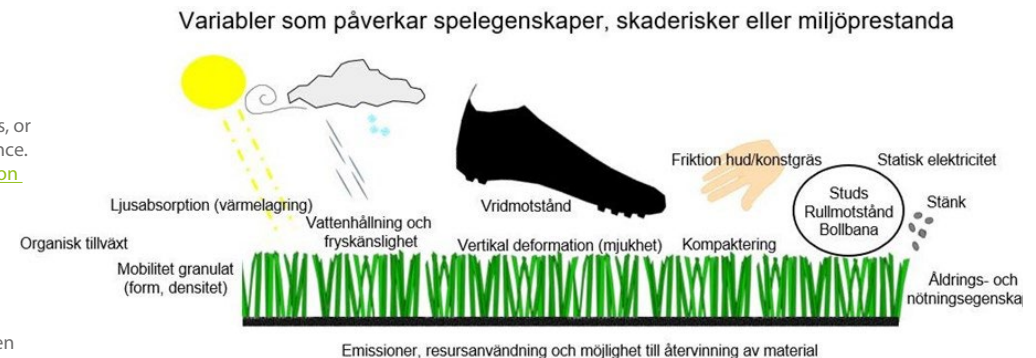 Variabler som påverkar spelegenskaper, skaderisker eller miljöprestanda
s, or
nce.
on
Friktion hud/konstgräs
Statisk elektricitet
Ljusabsorption (värmelagring)
Vattenhållning och
fryskänslighet
Vridmotstånd
Studs
Rullmotstånd
Bollbana
Stänk
Organisk tillväxt
Vertikal deformation (mjukhet)
Kompaktering
Mobilitet granulat
(form, densitet)
Åldrings- och
nötningsegenska
en
Emissioner, resursanvändning och möjlighet till återvinning av material